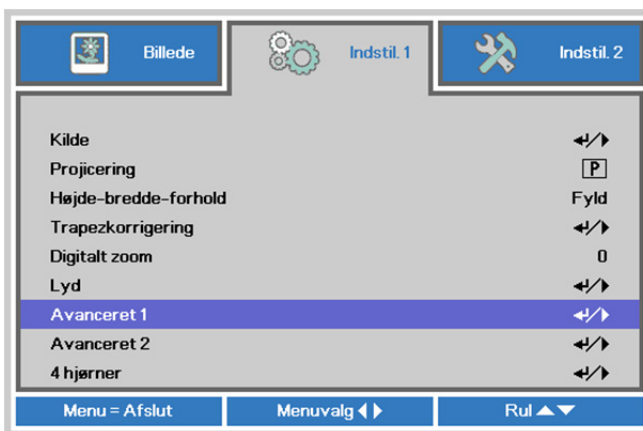 Billede
Indstil. 1
Indstil. 2
Kilde
Projicering P
Højde-bredde-forhold Fyld
Trapezkorrigering
Digitalt zoom 0
Lyd
Avanceret 1
Avanceret 2
4 hjørner
Menu = Afslut Menuvalg Rul